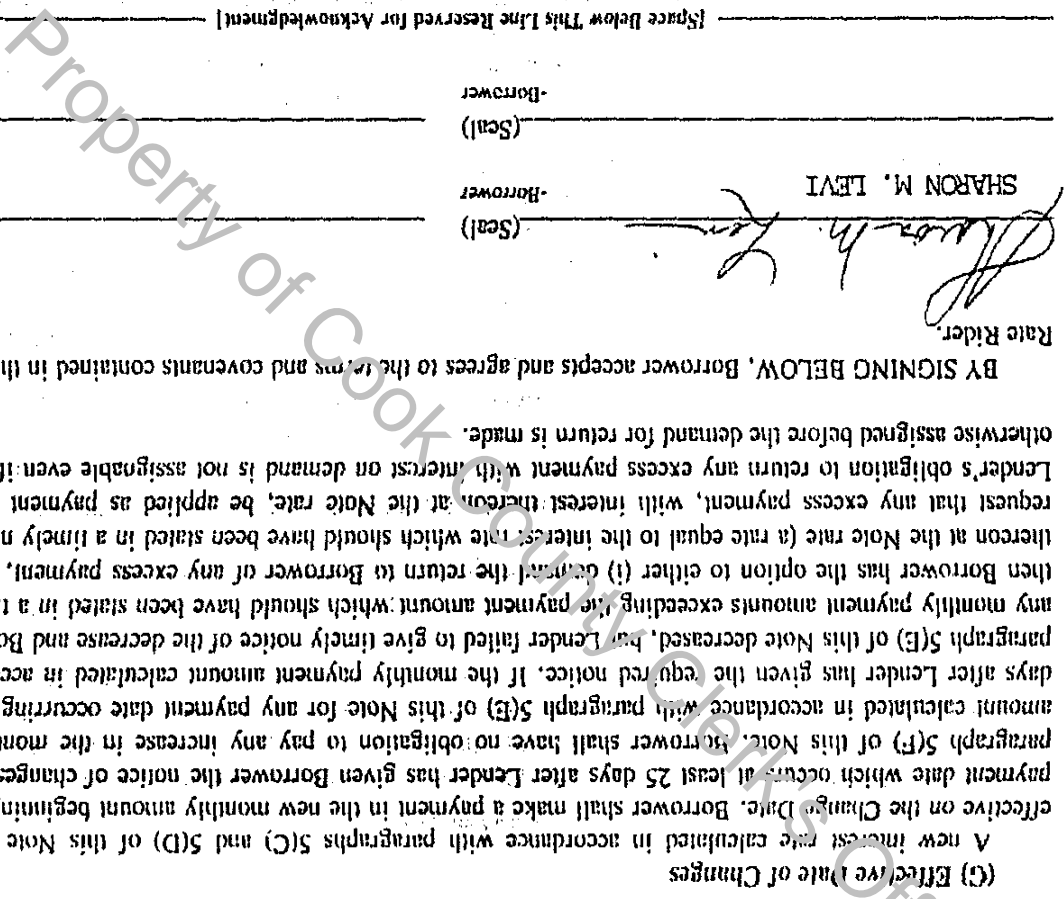 (G) Effective Date of Changes
A new interest rate calculated in accordance with paragraphs 5(C) and 5(D) of this Note
effective on the Change Date. Borrower shall make a payment in the new monthly amount beginning
payment date which occurs at least 25 days after Lender has given Borrower the notice of changes
paragraph 5(F) of this Note. Borrower shall have no obligation to pay any increase in the mont
amount calculated in accordance with paragraph 5(E) of this Note for any payment date occurring
days after Lender has given the required notice. If the monthly payment amount calculated in acc
paragraph 5(E) of this Note decreased, but Lender failed to give timely notice of the decrease and Bo
any monthly payment amounts exceeding the payment amount which should have been stated in a t
then Borrower has the option to either (i) demand the return to Borrower of any excess payment,
thereon at the Note rate (a rate equal to the interest rate which should have been stated in a timely n
request that any excess payment, with interest thereon at the Note rate, be applied as payment
Lender's obligation to return any excess payment with interest on demand is not assignable even if
otherwise assigned before the demand for return is made.
BY SIGNING BELOW, Borrower accepts and agrees to the terms and covenants contained in th
Rate Rider.
Sharon M. Levi
(Seal)
SHARON M. LEVI
-Borrower
(Seal)
-Borrower
[Space Below This Line Reserved for Acknowledgment]
Property of Cook County Clerk's Off